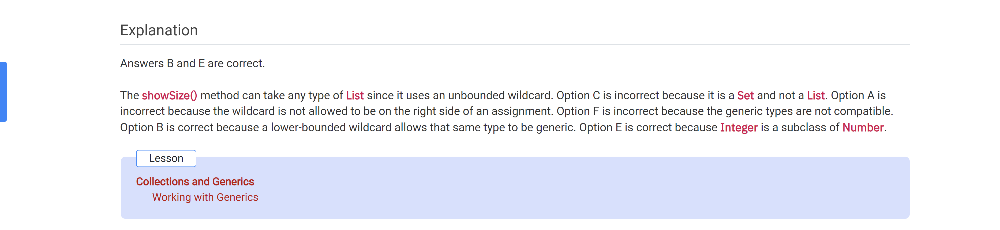 Explanation
Answers B and E are correct.
The showSize() method can take any type of List since it uses an unbounded wildcard. Option C is incorrect because it is a Set and not a List. Option A is
incorrect because the wildcard is not allowed to be on the right side of an assignment. Option F is incorrect because the generic types are not compatible.
Option B is correct because a lower-bounded wildcard allows that same type to be generic. Option E is correct because Integer is a subclass of Number.
Lesson
Collections and Generics
Working with Generics